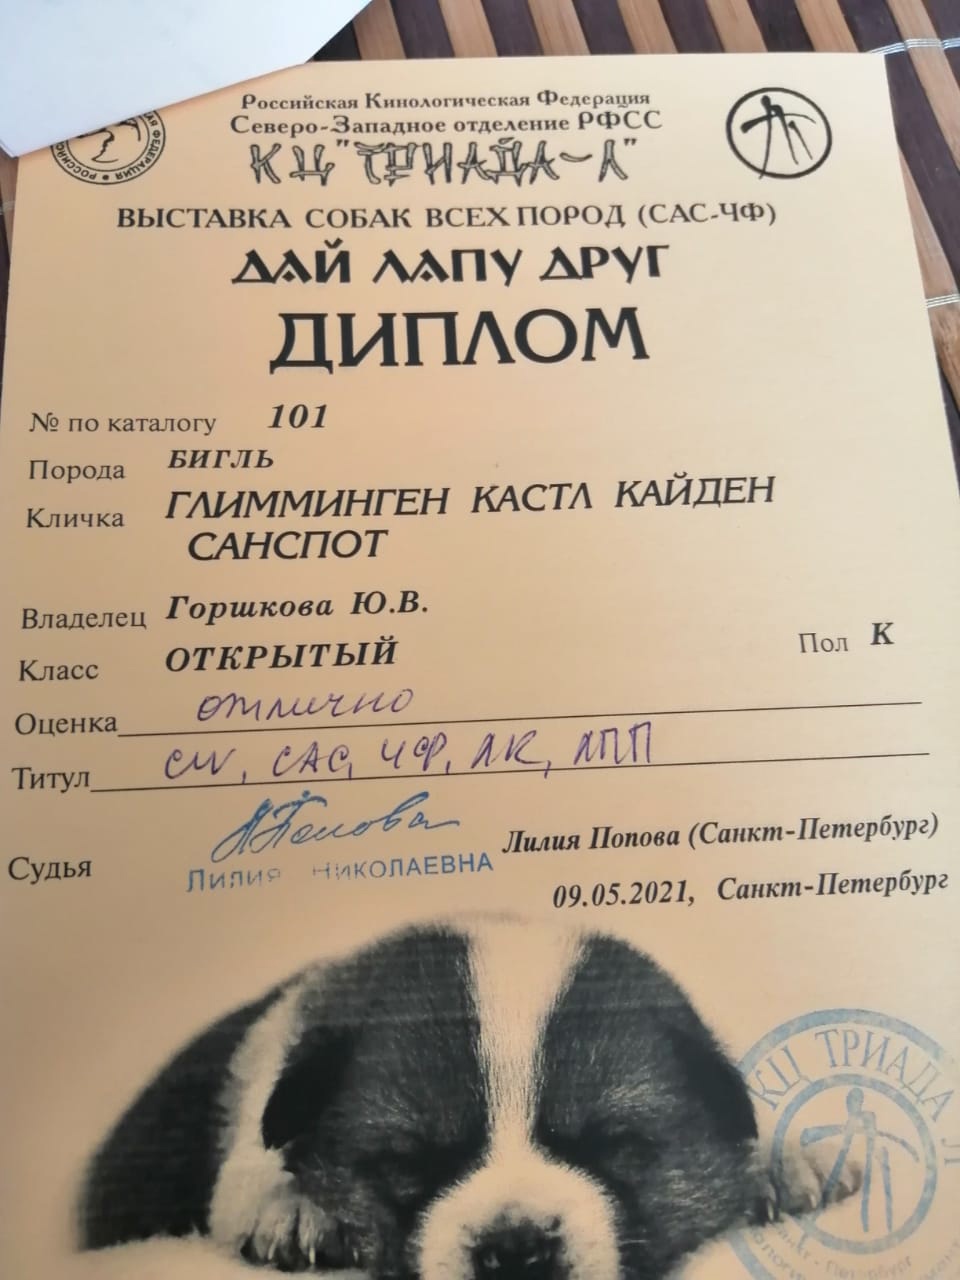 Российская Кинологическая Федерация
Северо-Западное отделение РФСС
КЦ "ТРИАДА-Л"
ВЫСТАВКА СОБАК ВСЕХ ПОРОД (САС-ЧФ)
ДАЙ ЛАПУ ДРУГ
ДИПЛОМ
№ по каталогу 101
Порода БИГЛЬ
Кличка ГЛИММИНГЕН КАСТЛ КАЙДЕН
САНСПОТ
Владелец Горшкова Ю.В.
Класс ОТКРЫТЫЙ Пол К
Оценка отлично
Титул CW, САС, ЧФ, ЛК, ЛПП
Попова
Судья Лилия Попова (Санкт-Петербург)
ЛИЛИЯ НИКОЛАЕВНА
09.05.2021, Санкт-Петербург
КЦ ТРИАДА Л